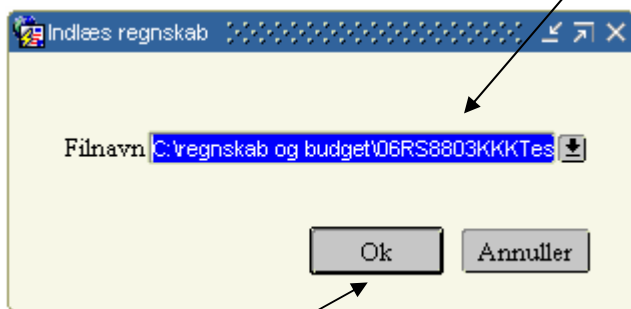 Indlæs regnskab
Filnavn C:\regnskab og budget\06RS8803KKKTes
Ok Annuller